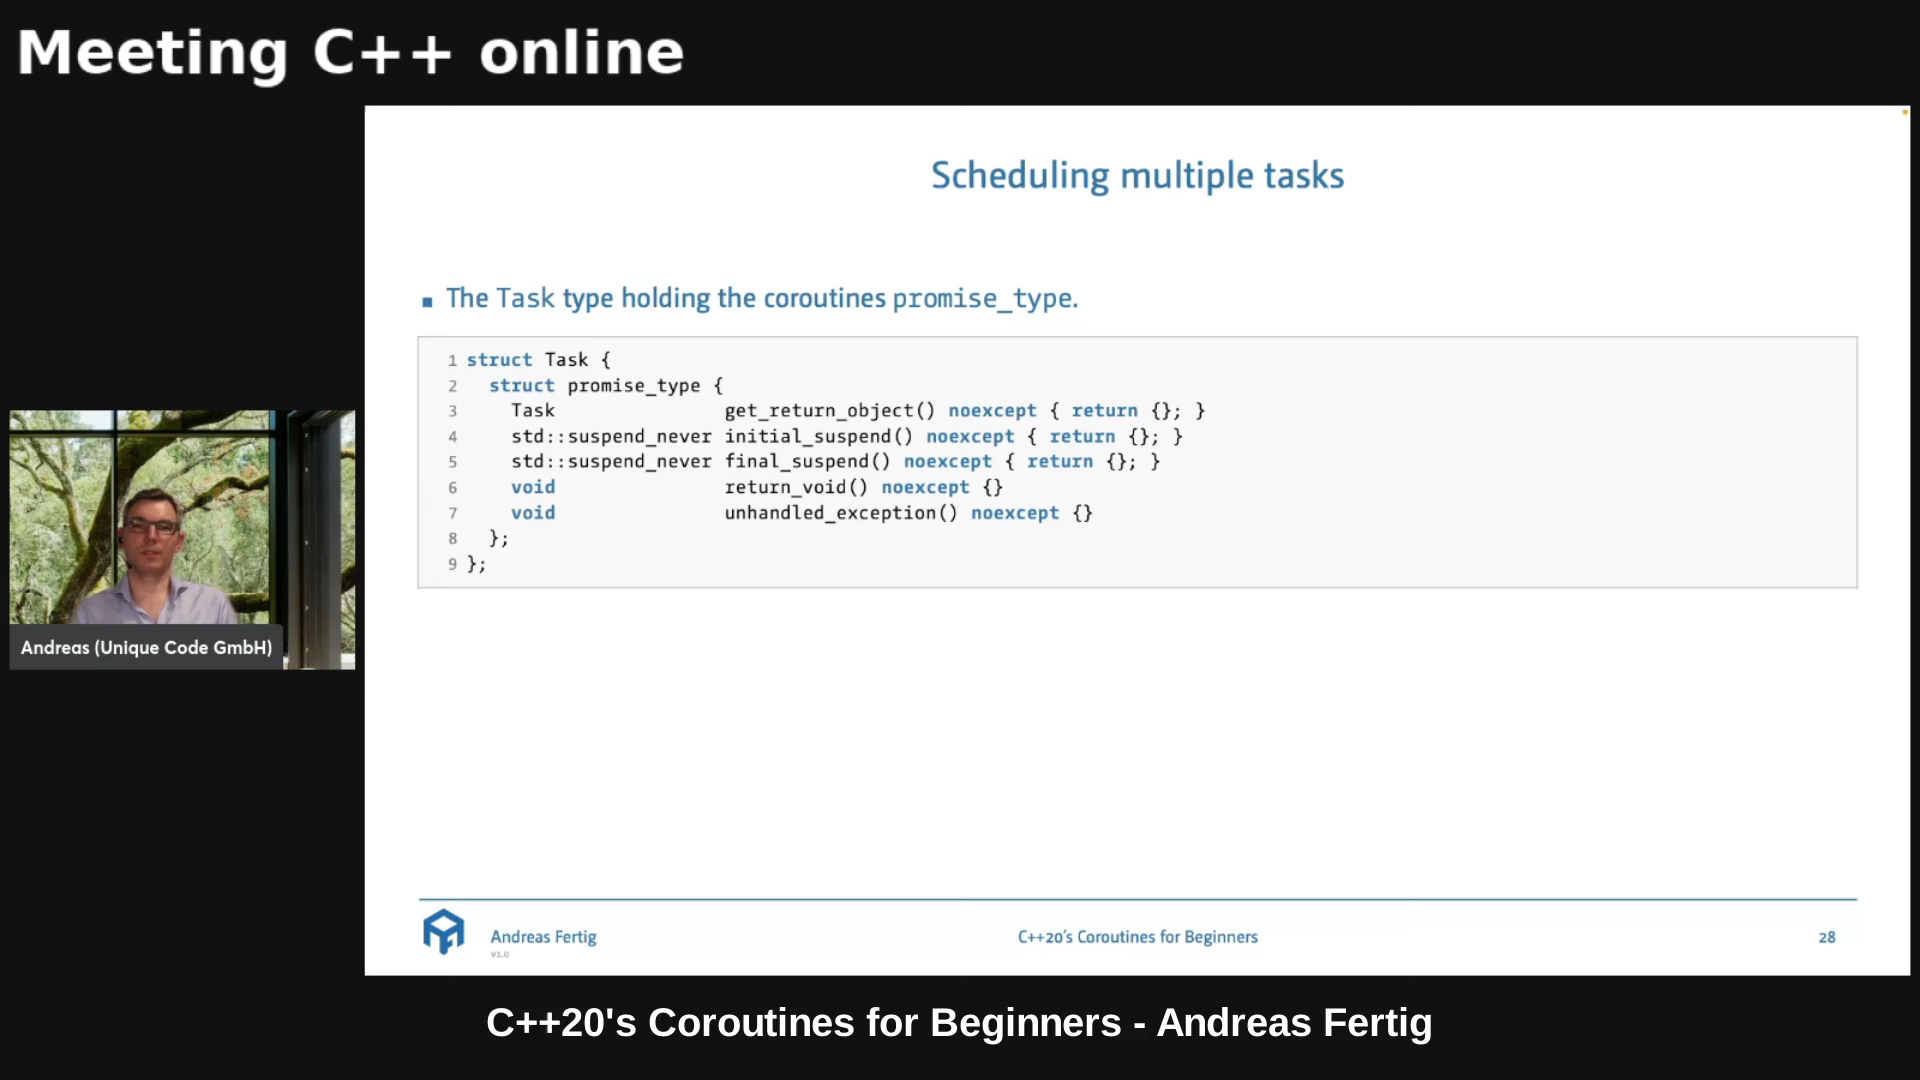 Meeting C++ online
Scheduling multiple tasks
▪ The Task type holding the coroutines promise_type.
1 struct Task {
2   struct promise_type {
3     Task               get_return_object() noexcept { return {}; }
4     std::suspend_never initial_suspend() noexcept { return {}; }
5     std::suspend_never final_suspend() noexcept { return {}; }
6     void               return_void() noexcept {}
7     void               unhandled_exception() noexcept {}
8   };
9 };
Andreas (Unique Code GmbH)
Andreas Fertig
v1.0
C++20's Coroutines for Beginners
28
C++20's Coroutines for Beginners - Andreas Fertig